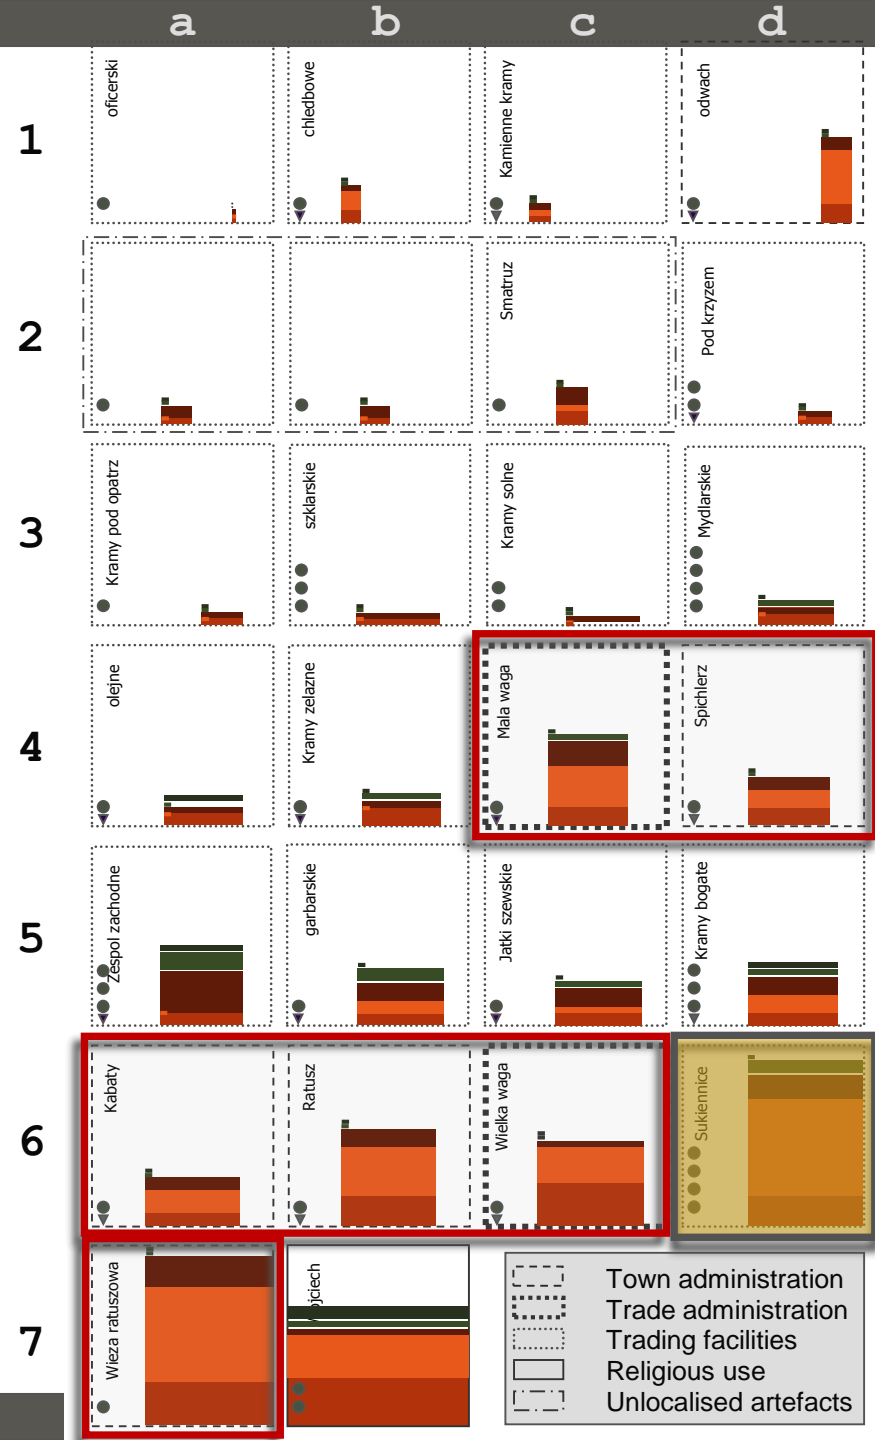 a b c d
1 oficerski chlebowe Kamienne kramy odwach
2 Smatruz Pod krzyzem
3 Kramy pod opatrz szklarskie Kramy solne Mydlarskie
4 olejne Kramy zelazne Mala waga Spichlerz
5 Zespol zachodne garbarskie Jatki szewskie Kramy bogate
6 Kabaty Ratusz Wielka waga Sukiennice
7 Wieza ratuszowa
Town administration
Trade administration
Trading facilities
Religious use
Unlocalised artefacts